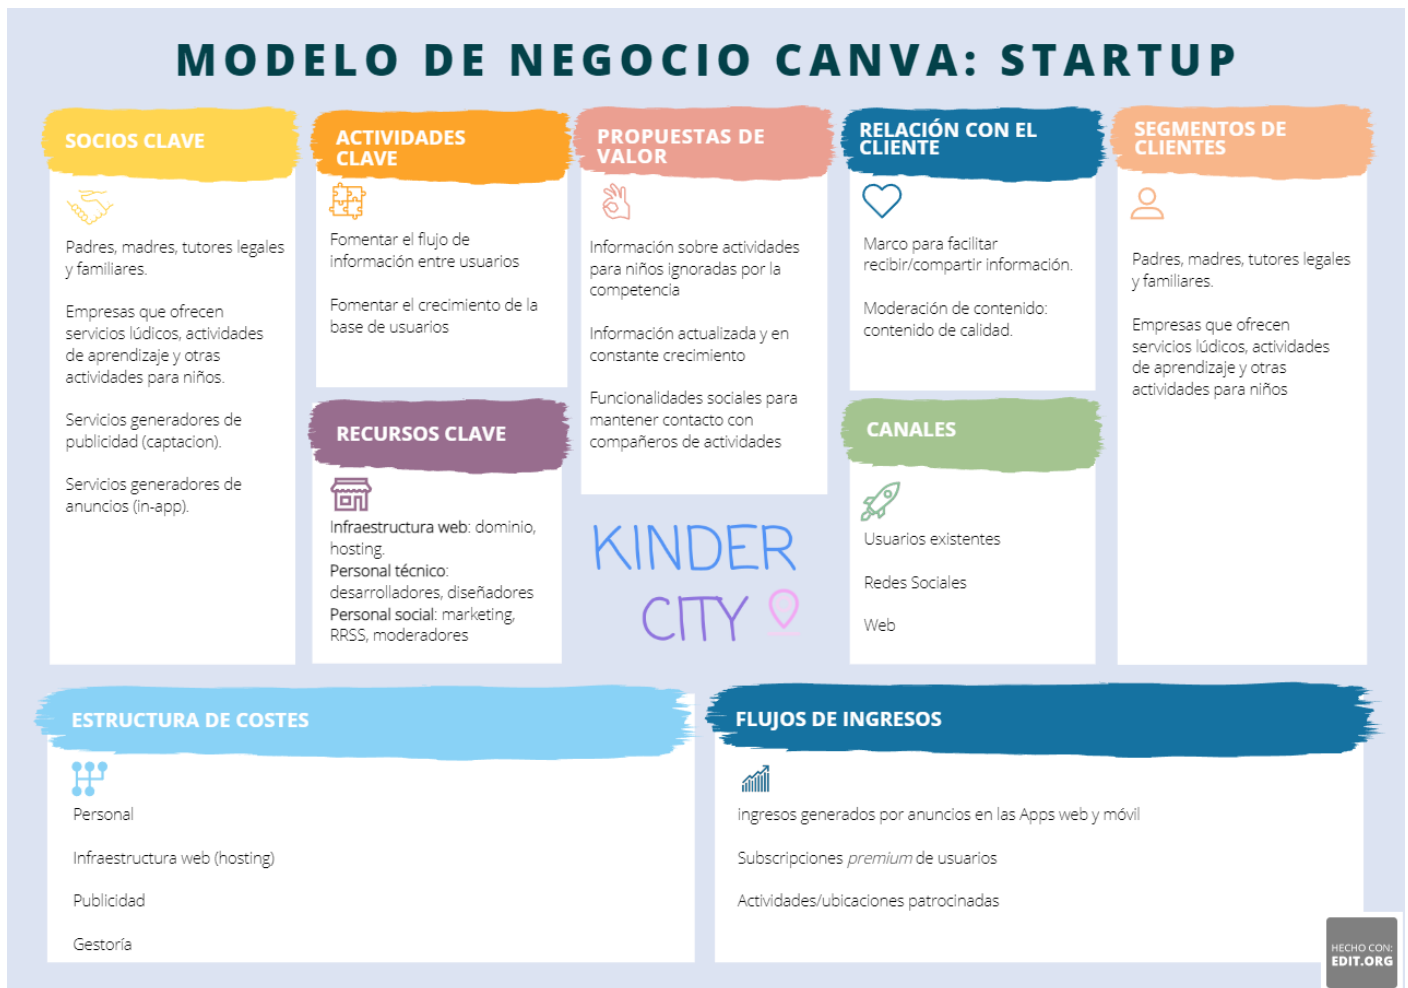 MODELO DE NEGOCIO CANVA: STARTUP
SOCIOS CLAVE
Padres, madres, tutores legales
y familiares.
Empresas que ofrecen
servicios lúdicos, actividades
de aprendizaje y otras
actividades para niños.
Servicios generadores de
publicidad (captacion).
Servicios generadores de
anuncios (in-app).
ACTIVIDADES
CLAVE
Fomentar el flujo de
información entre usuarios
Fomentar el crecimiento de la
base de usuarios
RECURSOS CLAVE
Infraestructura web: dominio,
hosting.
Personal técnico:
desarrolladores, diseñadores
Personal social: marketing,
RRSS, moderadores
PROPUESTAS DE
VALOR
Información sobre actividades
para niños ignoradas por la
competencia
Información actualizada y en
constante crecimiento
Funcionalidades sociales para
mantener contacto con
compañeros de actividades
KINDER
CITY
RELACIÓN CON EL
CLIENTE
Marco para facilitar
recibir/compartir información.
Moderación de contenido:
contenido de calidad.
CANALES
Usuarios existentes
Redes Sociales
Web
SEGMENTOS DE
CLIENTES
Padres, madres, tutores legales
y familiares.
Empresas que ofrecen
servicios lúdicos, actividades
de aprendizaje y otras
actividades para niños
ESTRUCTURA DE COSTES
Personal
Infraestructura web (hosting)
Publicidad
Gestoría
FLUJOS DE INGRESOS
ingresos generados por anuncios en las Apps web y móvil
Subscripciones premium de usuarios
Actividades/ubicaciones patrocinadas
HECHO CON:
EDIT.ORG